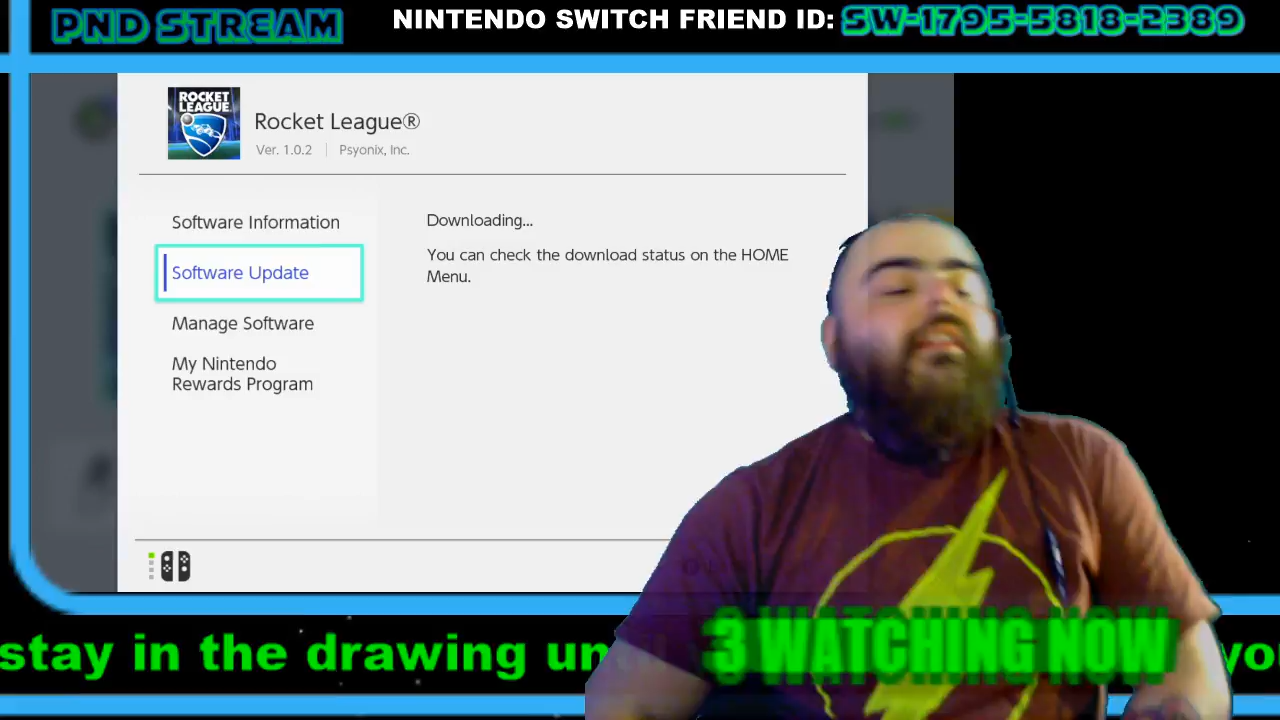 PND STREAM
NINTENDO SWITCH FRIEND ID: SW-1795-5818-2389
ROCKET
LEAGUE
Rocket League®
Ver. 1.0.2 | Psyonix, Inc.
Software Information
Software Update
Manage Software
My Nintendo
Rewards Program
Downloading...
You can check the download status on the HOME
Menu.
3 WATCHING NOW
stay in the drawing